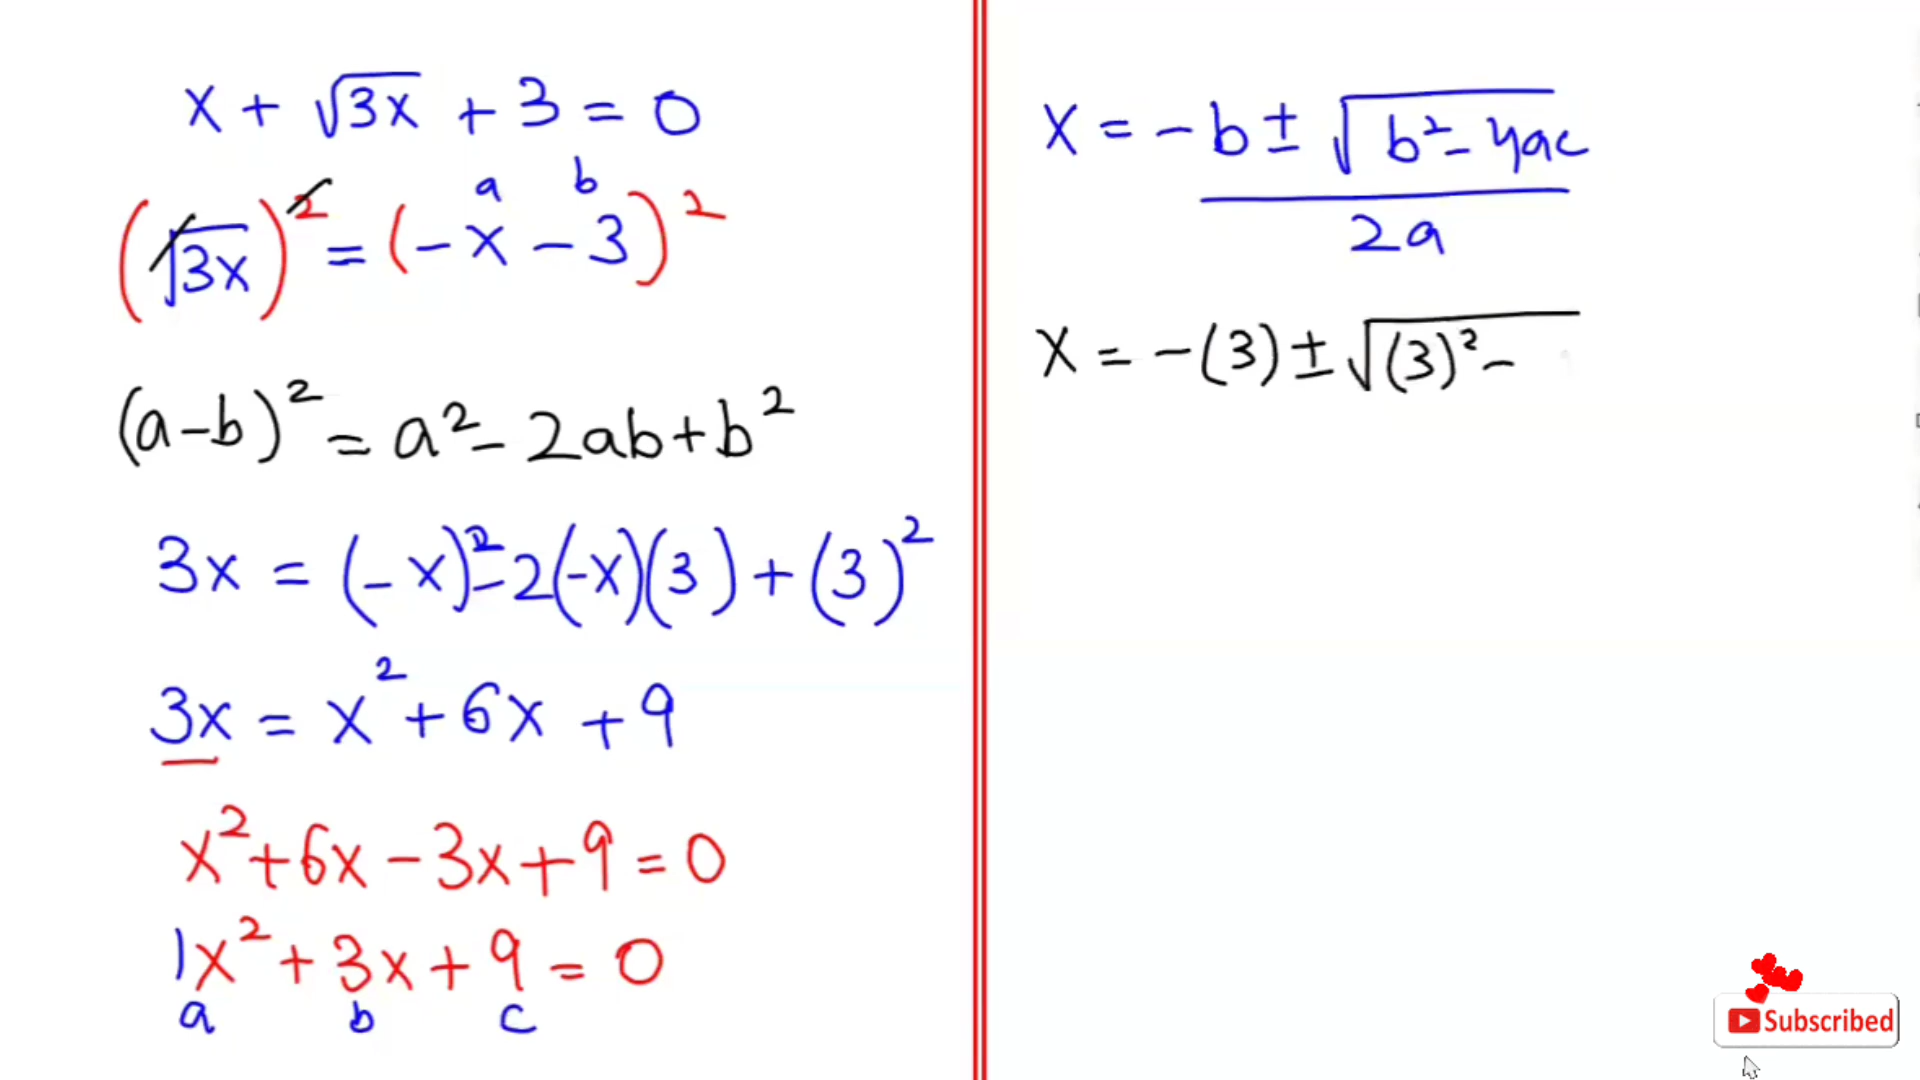 x + √3x + 3 = 0
a b
(√3x)² = (-x - 3)²
(a-b)² = a² - 2ab + b²
3x = (-x)² - 2(-x)(3) + (3)²
3x = x² + 6x + 9
x² + 6x - 3x + 9 = 0
1x² + 3x + 9 = 0
a b c
x = -b ± √b² - 4ac
2a
x = -(3) ± √(3)² -
Subscribed